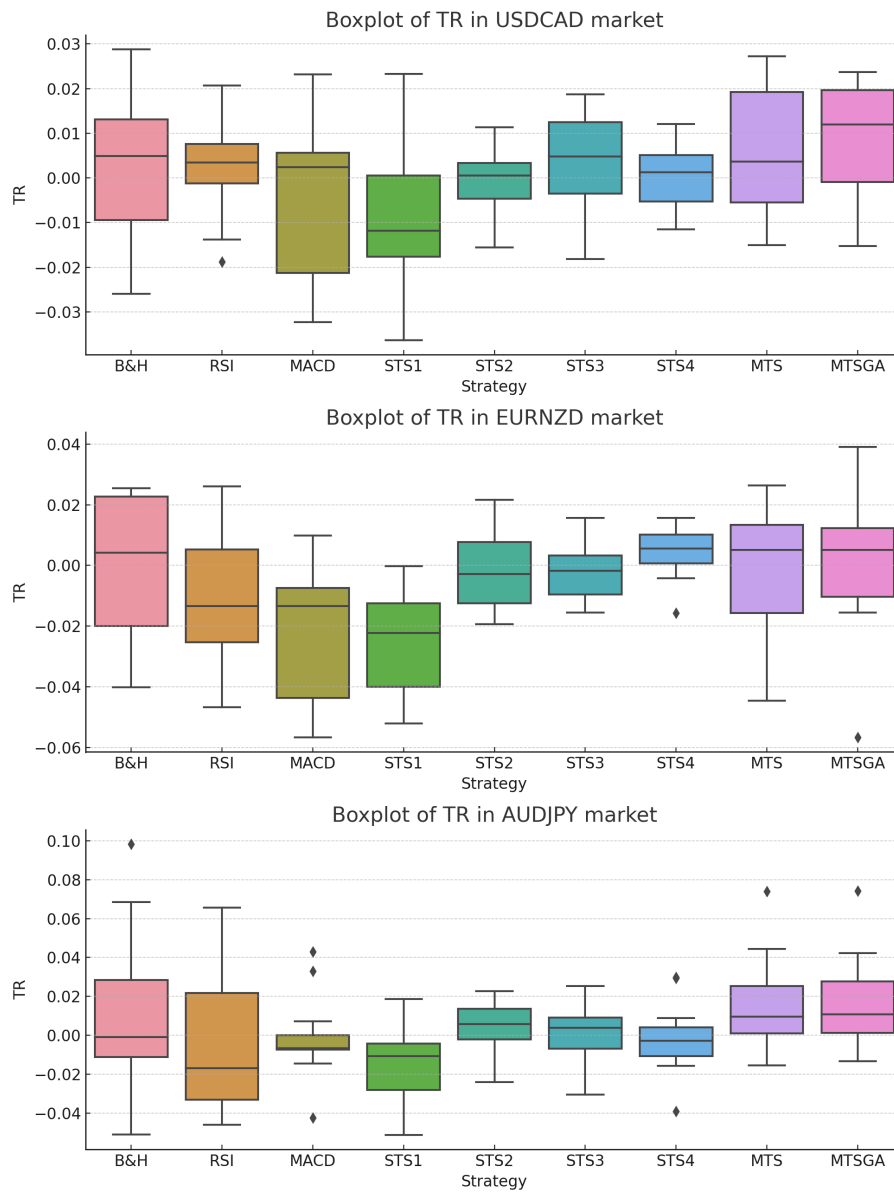 Boxplot of TR in USDCAD market
0.03
0.02
0.01
0.00
−0.01
−0.02
−0.03
TR
B&H RSI MACD STS1 STS2 STS3 STS4 MTS MTSGA
Strategy
Boxplot of TR in EURNZD market
0.04
0.02
0.00
−0.02
−0.04
−0.06
TR
B&H RSI MACD STS1 STS2 STS3 STS4 MTS MTSGA
Strategy
Boxplot of TR in AUDJPY market
0.10
0.08
0.06
0.04
0.02
0.00
−0.02
−0.04
TR
B&H RSI MACD STS1 STS2 STS3 STS4 MTS MTSGA
Strategy